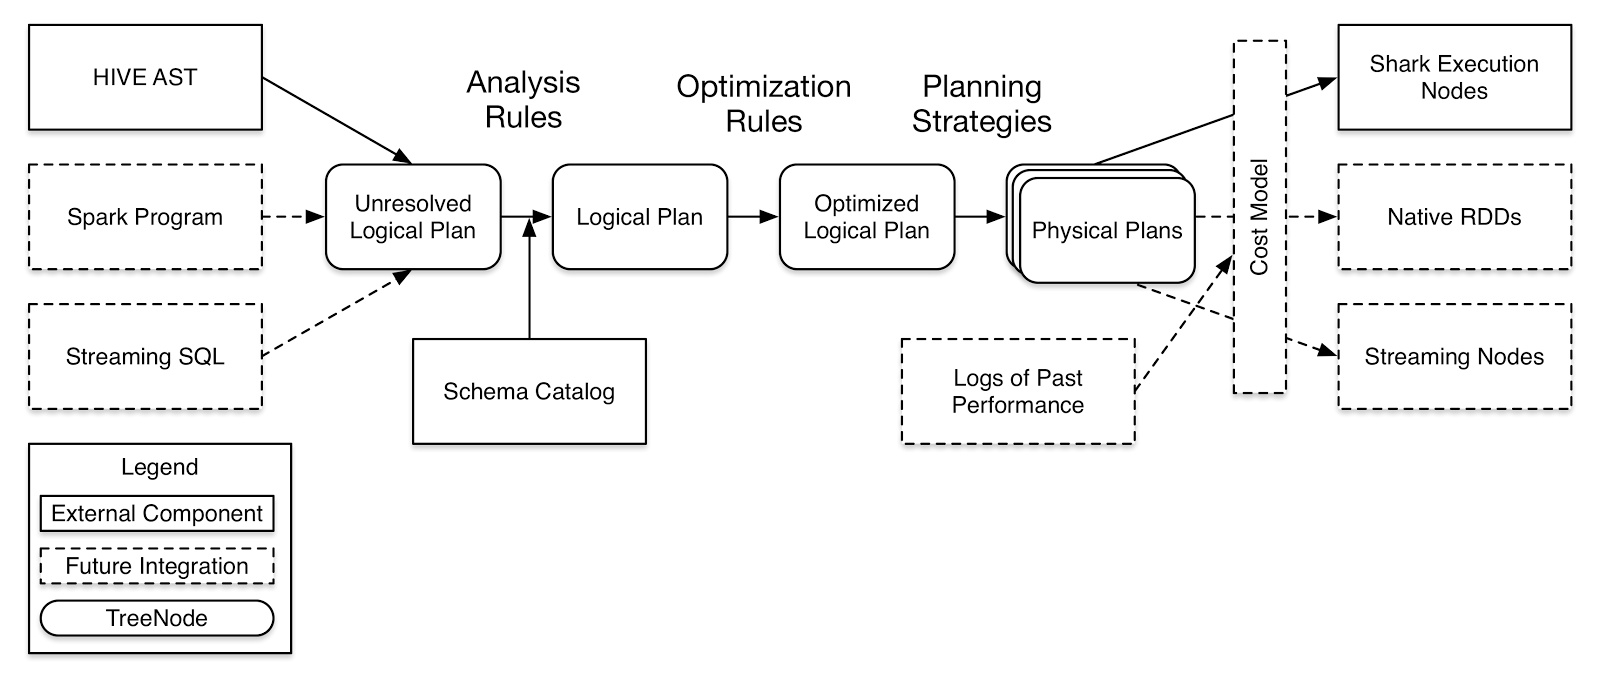 HIVE AST
Spark Program
Streaming SQL
Analysis
Rules
Optimization
Rules
Planning
Strategies
Unresolved
Logical Plan
Logical Plan
Optimized
Logical Plan
Physical Plans
Schema Catalog
Logs of Past
Performance
Cost Model
Shark Execution
Nodes
Native RDDs
Streaming Nodes
Legend
External Component
Future Integration
TreeNode